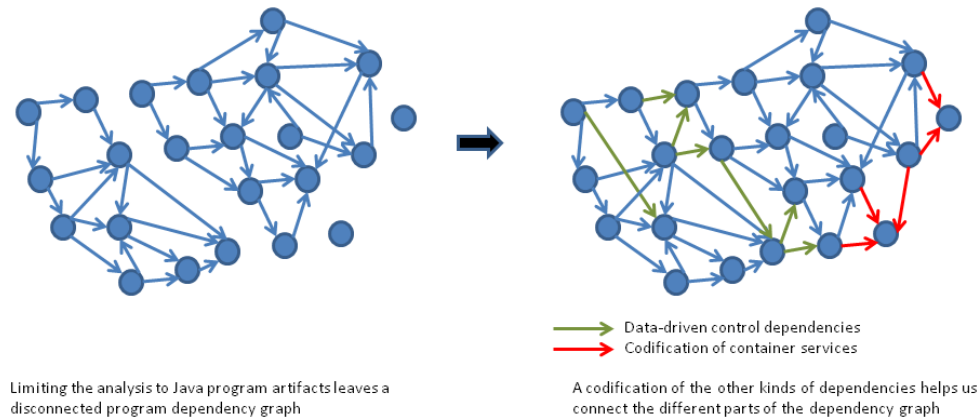 Data-driven control dependencies
Codification of container services
Limiting the analysis to Java program artifacts leaves a
disconnected program dependency graph
A codification of the other kinds of dependencies helps us
connect the different parts of the dependency graph